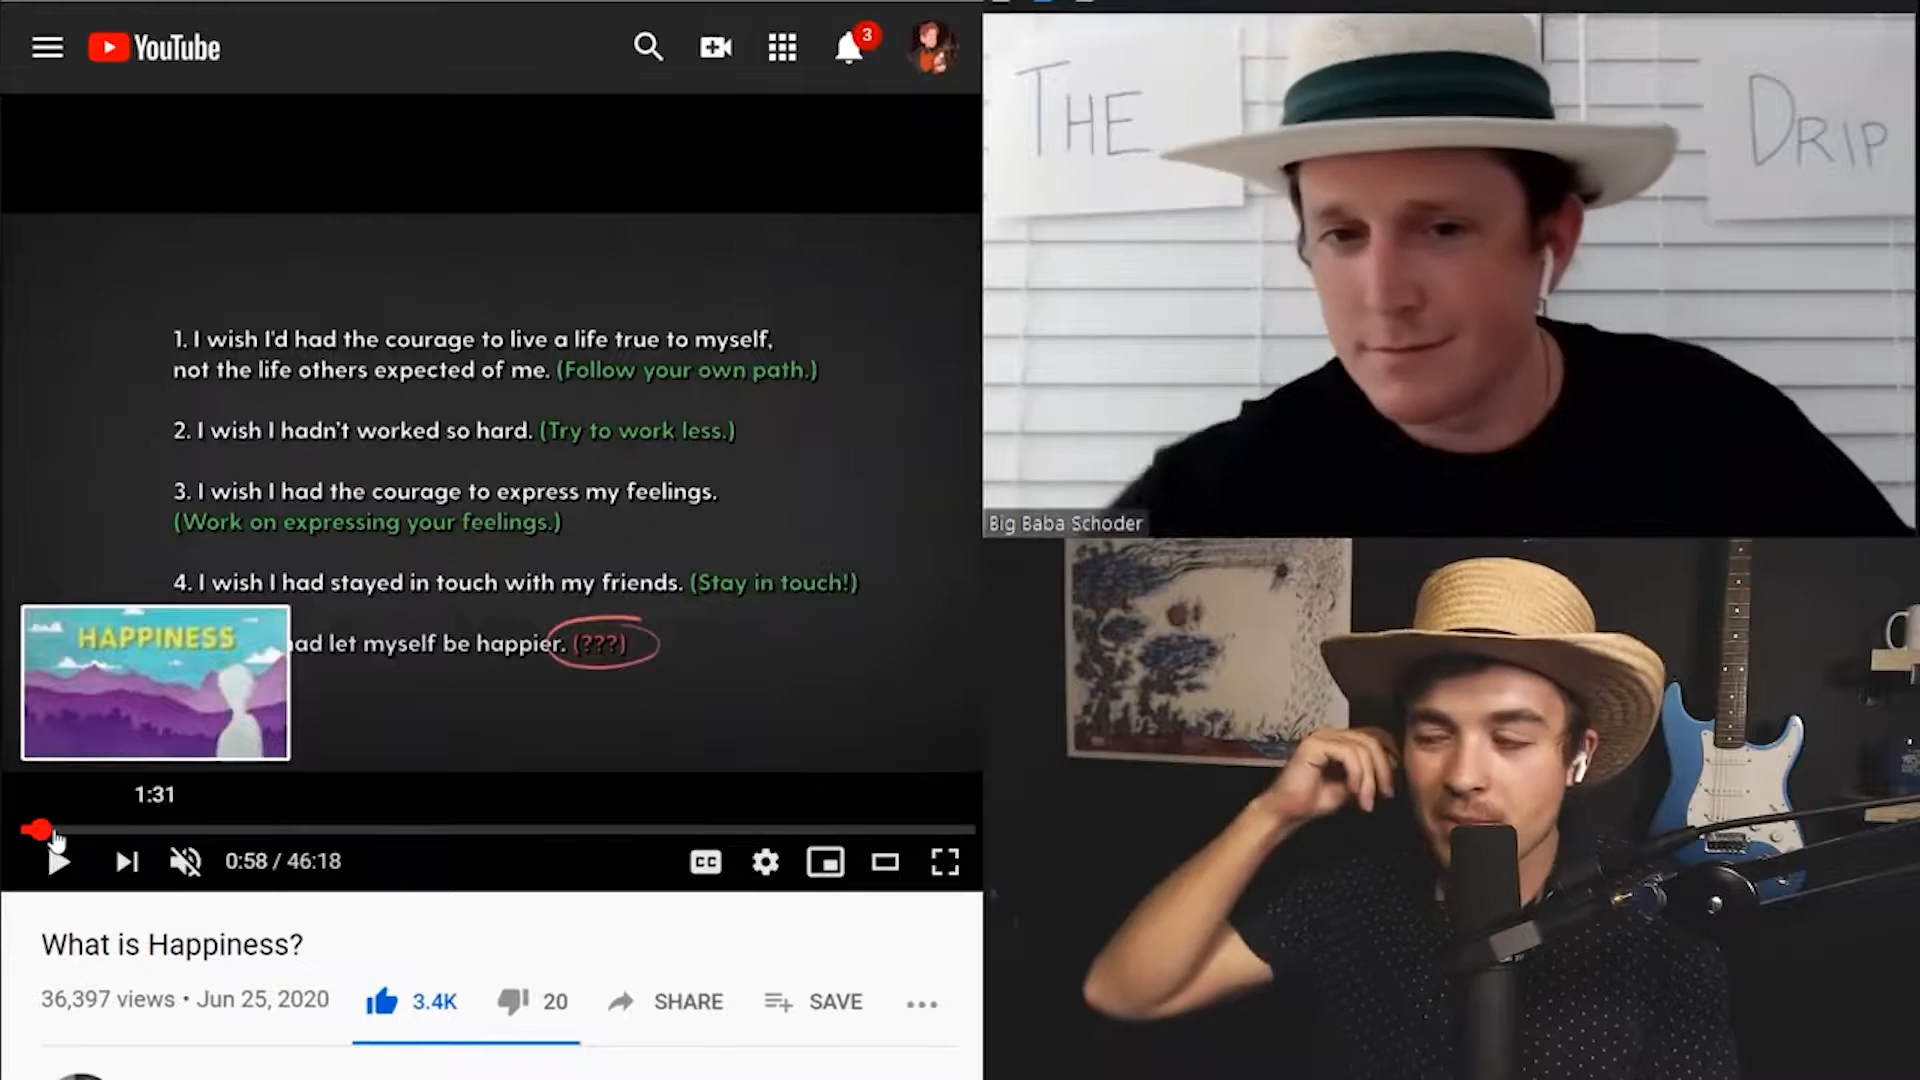 YouTube
3
1. I wish I'd had the courage to live a life true to myself,
not the life others expected of me. (Follow your own path.)
2. I wish I hadn't worked so hard. (Try to work less.)
3. I wish I had the courage to express my feelings.
(Work on expressing your feelings.)
4. I wish I had stayed in touch with my friends. (Stay in touch!)
HAPPINESS
had let myself be happier. (???)
1:31
0:58 / 46:18
CC
What is Happiness?
36,397 views • Jun 25, 2020
3.4K
20
SHARE
SAVE
THE
DRIP
Big Baba Schoder